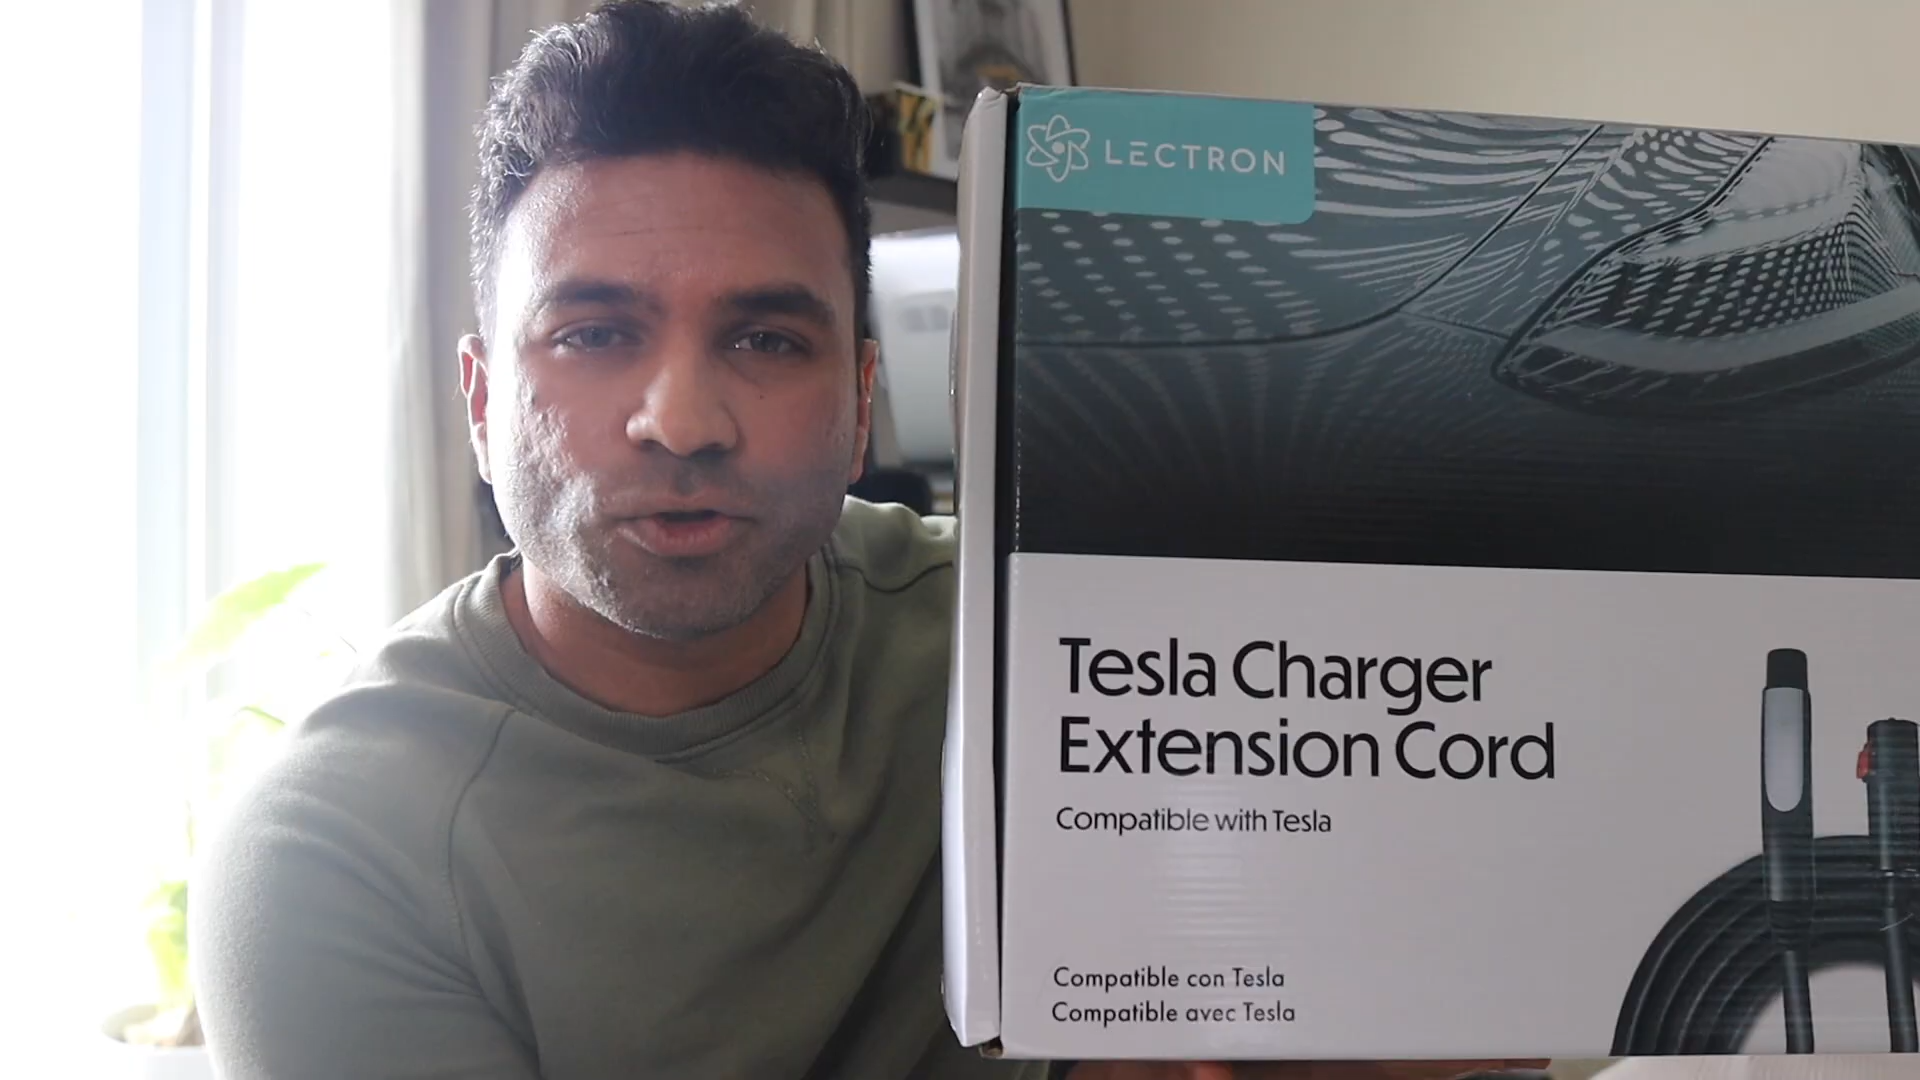 LECTRON
Tesla Charger
Extension Cord
Compatible with Tesla
Compatible con Tesla
Compatible avec Tesla